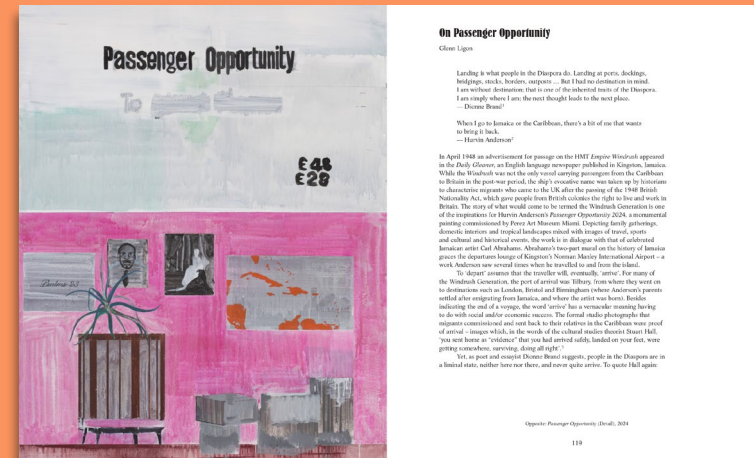 Passenger Opportunity
To
£48
£28
On Passenger Opportunity
Glenn Ligon
Landing is what people in the Diaspora do. Landing at ports, dockings,
bridgings, stocks, borders, outposts … But I had no destination in mind.
I am without destination; that is one of the inherited traits of the Diaspora.
I am simply where I am; the next thought leads to the next place.
— Dionne Brand¹
When I go to Jamaica or the Caribbean, there's a bit of me that wants
to bring it back.
— Hurvin Anderson²
In April 1948 an advertisement for passage on the HMT Empire Windrush appeared
in the Daily Gleaner, an English language newspaper published in Kingston, Jamaica.
While the Windrush was not the only vessel carrying passengers from the Caribbean
to Britain in the post-war period, the ship's evocative name was taken up by historians
to characterise migrants who came to the UK after the passing of the 1948 British
Nationality Act, which gave people from British colonies the right to live and work in
Britain. The story of what would come to be termed the Windrush Generation is one
of the inspirations for Hurvin Anderson's Passenger Opportunity 2024, a monumental
painting commissioned by Perez Art Museum Miami. Depicting family gatherings,
domestic interiors and tropical landscapes mixed with images of travel, sports
and cultural and historical events, the work is in dialogue with that of celebrated
Jamaican artist Carl Abrahams. Abrahams's two-part mural on the history of Jamaica
graces the departures lounge of Kingston's Norman Manley International Airport – a
work Anderson saw several times when he travelled to and from the island.
To 'depart' assumes that the traveller will, eventually, 'arrive'. For many of
the Windrush Generation, the port of arrival was Tilbury, from where they went on
to destinations such as London, Bristol and Birmingham (where Anderson's parents
settled after emigrating from Jamaica, and where the artist was born). Besides
indicating the end of a voyage, the word 'arrive' has a vernacular meaning having
to do with social and/or economic success. The formal studio photographs that
migrants commissioned and sent back to their relatives in the Caribbean were proof
of arrival – images which, in the words of the cultural studies theorist Stuart Hall,
'you sent home as "evidence" that you had arrived safely, landed on your feet, were
getting somewhere, surviving, doing all right'.³
Yet, as poet and essayist Dionne Brand suggests, people in the Diaspora are in
a liminal state, neither here nor there, and never quite arrive. To quote Hall again:
Opposite: Passenger Opportunity (Detail), 2024
119